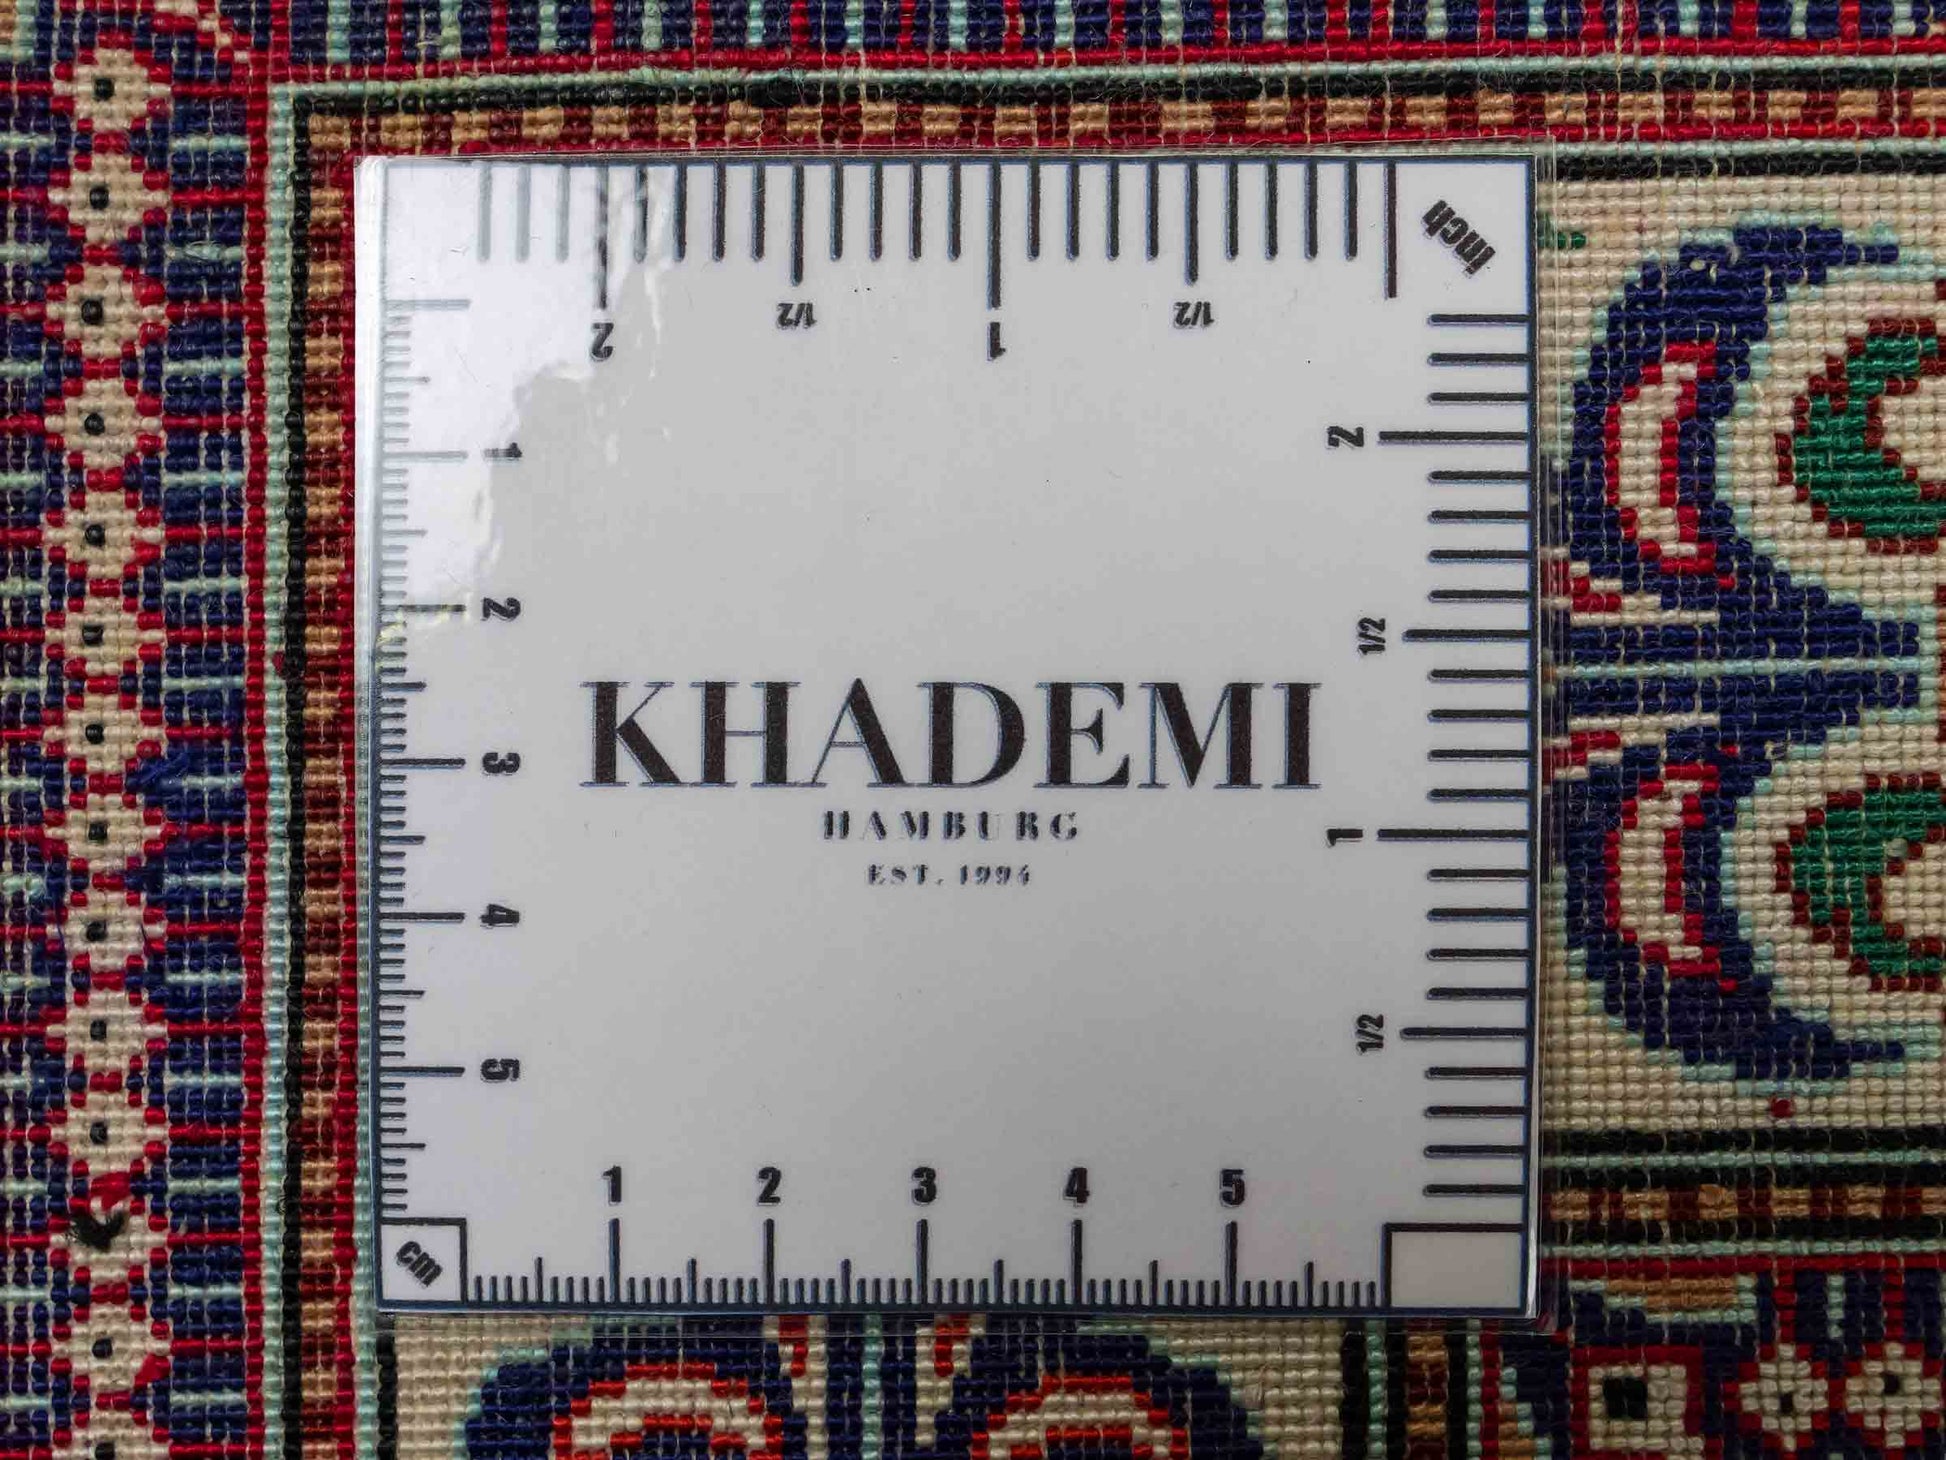 inch
2 1/2 1 1/2
2
1/2
1
1/2
1
2
3
4
5
KHADEMI
HAMBURG
EST. 1994
cm
1 2 3 4 5